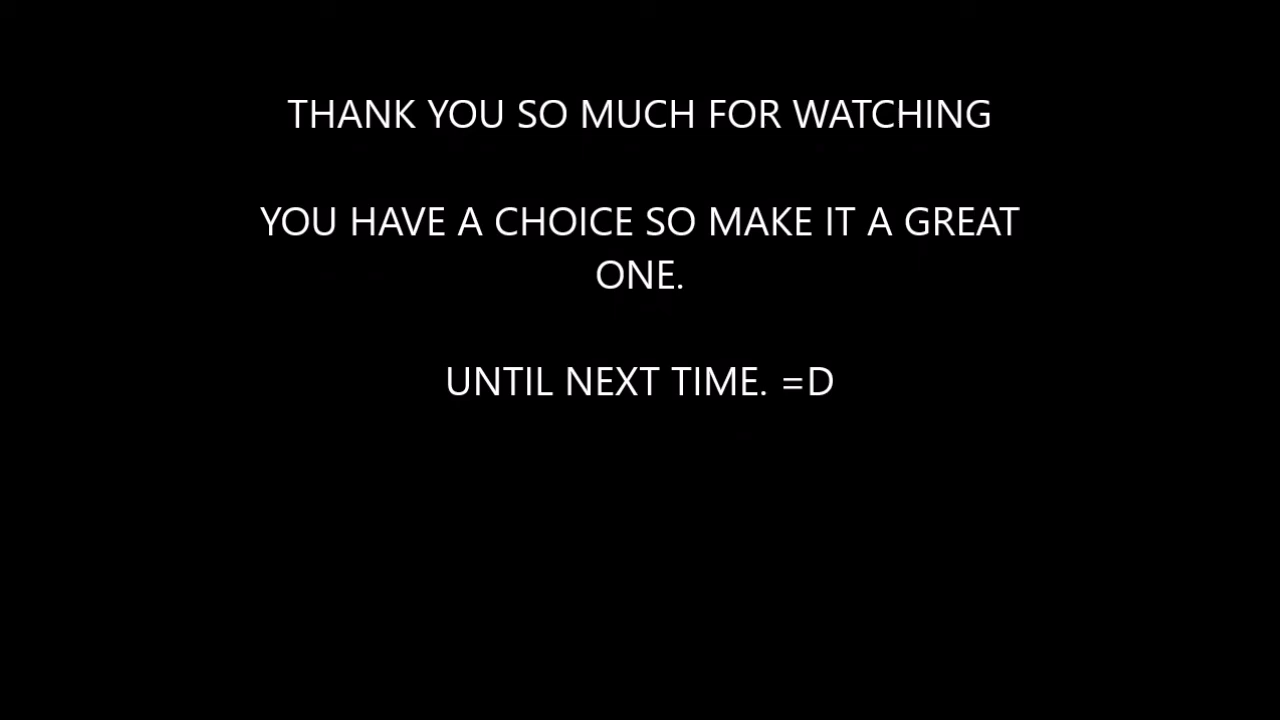 THANK YOU SO MUCH FOR WATCHING
YOU HAVE A CHOICE SO MAKE IT A GREAT
ONE.
UNTIL NEXT TIME. =D